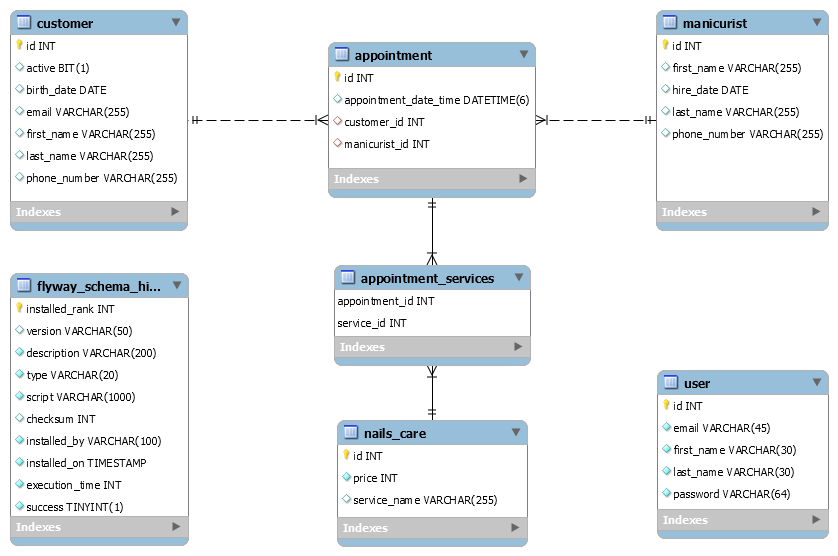 customer
id INT
active BIT(1)
birth_date DATE
email VARCHAR(255)
first_name VARCHAR(255)
last_name VARCHAR(255)
phone_number VARCHAR(255)
Indexes
appointment
id INT
appointment_date_time DATETIME(6)
customer_id INT
manicurist_id INT
Indexes
manicurist
id INT
first_name VARCHAR(255)
hire_date DATE
last_name VARCHAR(255)
phone_number VARCHAR(255)
Indexes
flyway_schema_hi...
installed_rank INT
version VARCHAR(50)
description VARCHAR(200)
type VARCHAR(20)
script VARCHAR(1000)
checksum INT
installed_by VARCHAR(100)
installed_on TIMESTAMP
execution_time INT
success TINYINT(1)
Indexes
appointment_services
appointment_id INT
service_id INT
Indexes
nails_care
id INT
price INT
service_name VARCHAR(255)
Indexes
user
id INT
email VARCHAR(45)
first_name VARCHAR(30)
last_name VARCHAR(30)
password VARCHAR(64)
Indexes